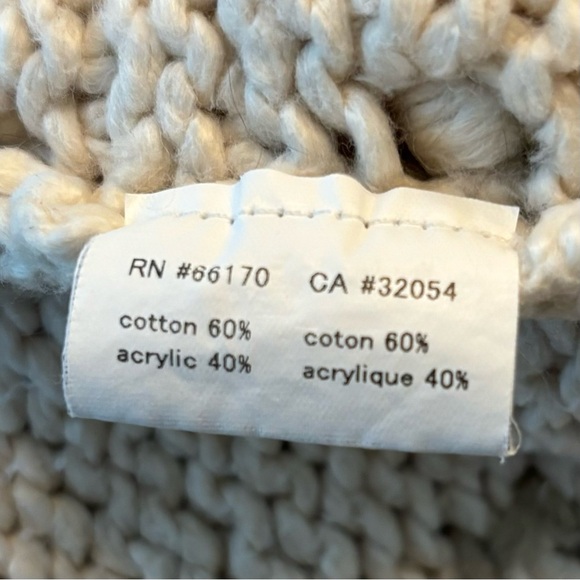 RN #66170 CA #32054
cotton 60% coton 60%
acrylic 40% acrylique 40%